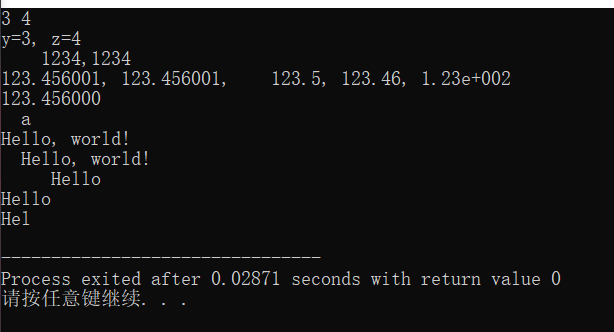 3 4
y=3, z=4
    1234,1234
123.456001, 123.456001,    123.5, 123.46, 1.23e+002
123.456000
  a
Hello, world!
  Hello, world!
     Hello
Hello
Hel

--------------------------------
Process exited after 0.02871 seconds with return value 0
请按任意键继续. . .